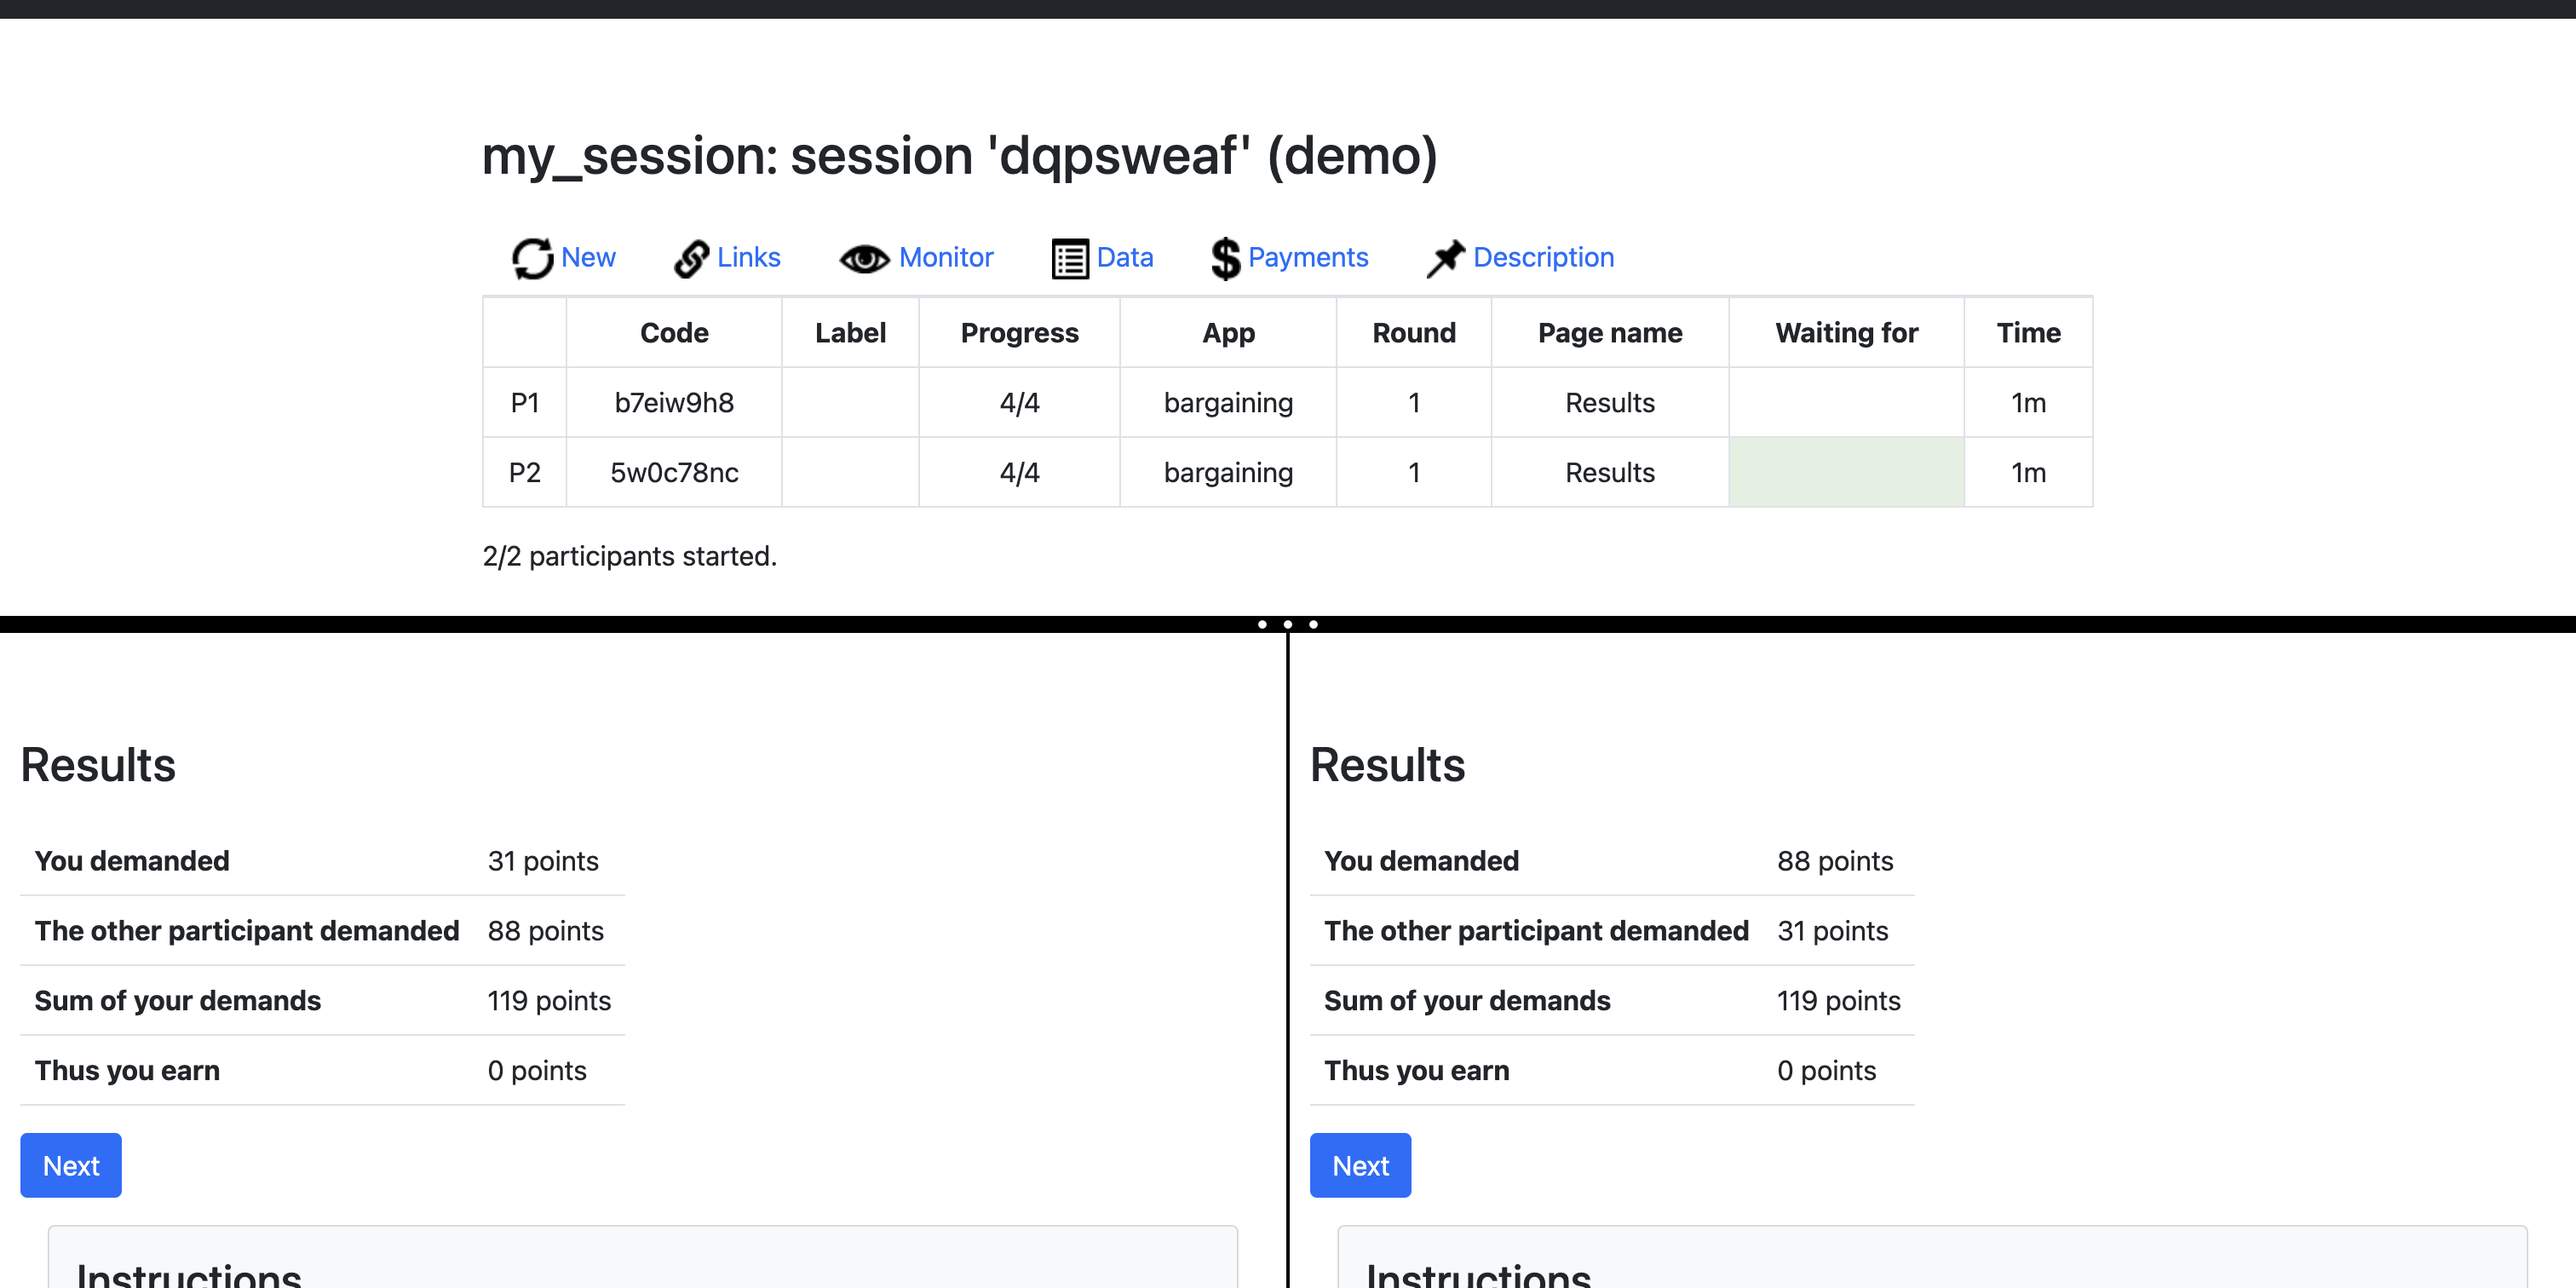 my_session: session 'dqpsweaf' (demo)
New Links Monitor Data Payments Description
Code Label Progress App Round Page name Waiting for Time
P1 b7eiw9h8 4/4 bargaining 1 Results 1m
P2 5w0c78nc 4/4 bargaining 1 Results 1m
2/2 participants started.
Results
You demanded 31 points
The other participant demanded 88 points
Sum of your demands 119 points
Thus you earn 0 points
Next
Instructions
Results
You demanded 88 points
The other participant demanded 31 points
Sum of your demands 119 points
Thus you earn 0 points
Next
Instructions